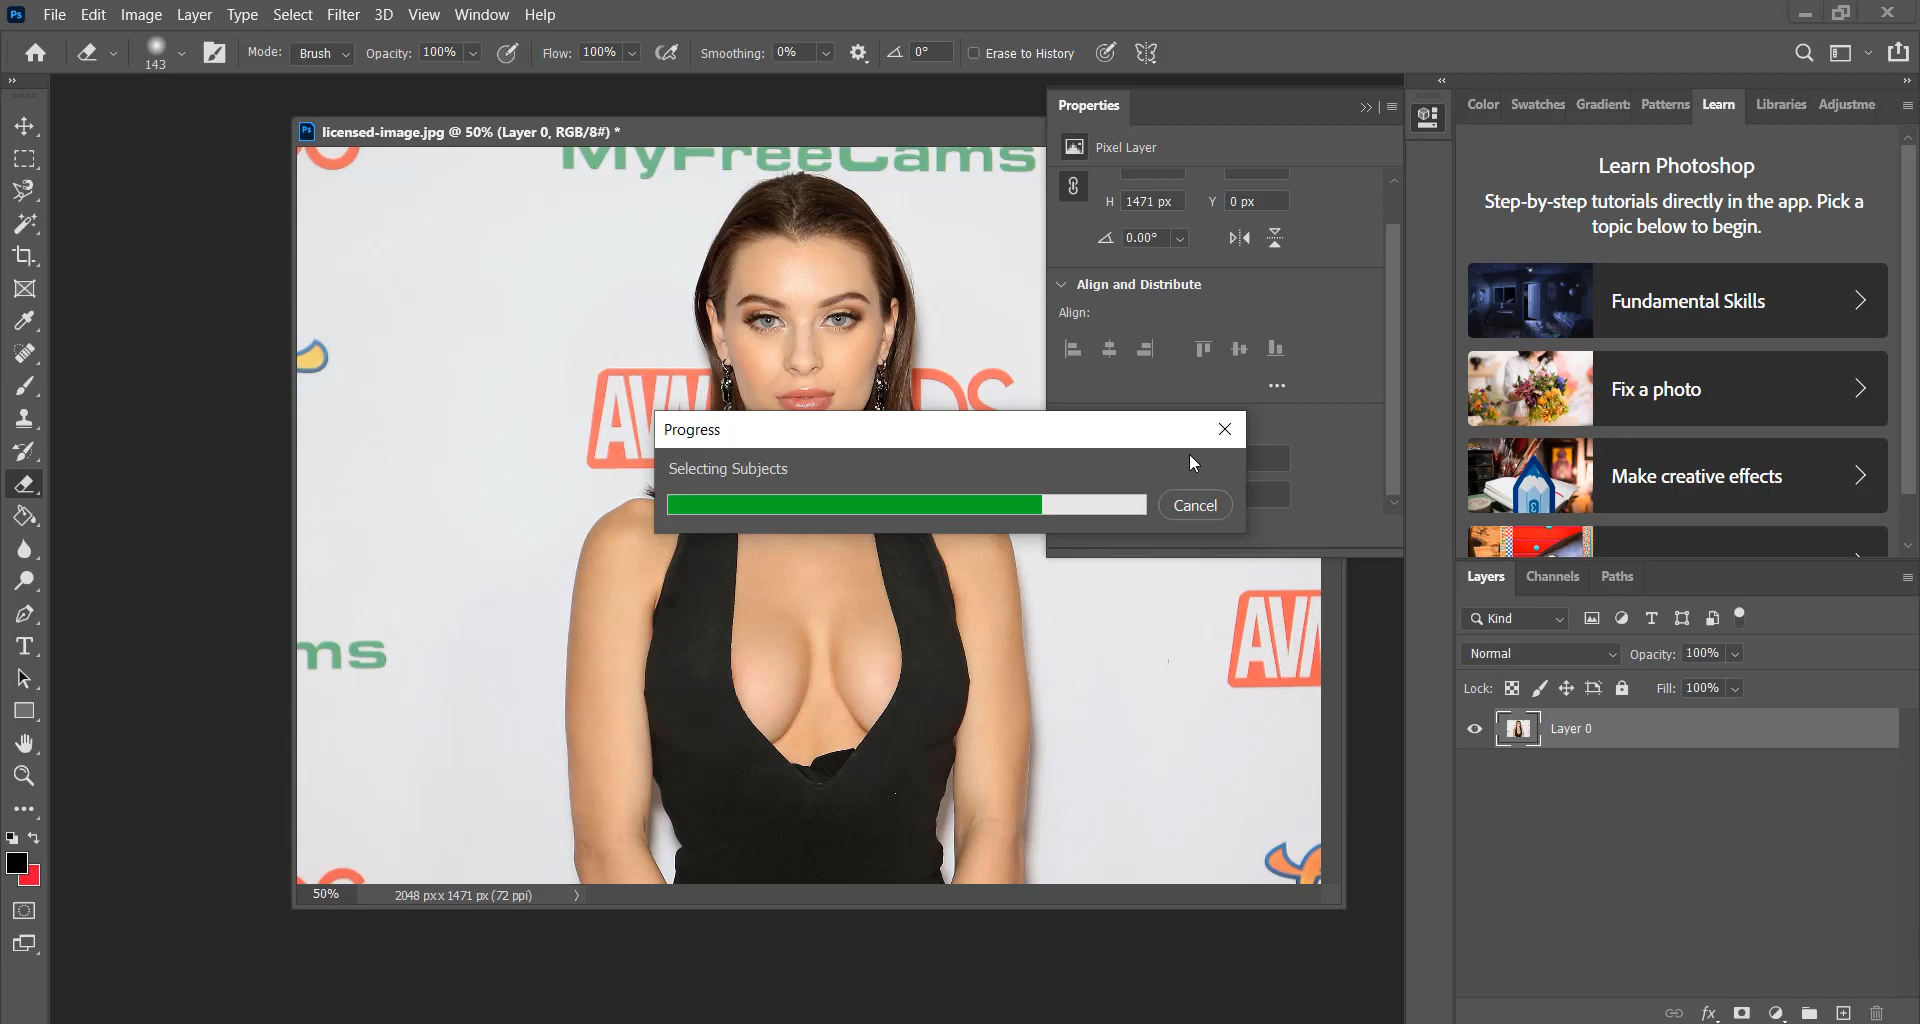 Ps File Edit Image Layer Type Select Filter 3D View Window Help
143 Mode: Brush Opacity: 100% Flow: 100% Smoothing: 0% 0° Erase to History
Properties
Color Swatches Gradients Patterns Learn Libraries Adjustme
Ps licensed-image.jpg @ 50% (Layer 0, RGB/8#) *
Pixel Layer
MyFreeCams
H 1471 px Y 0 px
0.00°
Learn Photoshop
Step-by-step tutorials directly in the app. Pick a
topic below to begin.
Align and Distribute
Align:
Fundamental Skills
Fix a photo
Make creative effects
Progress
Selecting Subjects
Cancel
Layers Channels Paths
Kind
Normal Opacity: 100%
Lock: Fill: 100%
ms
AV
Layer 0
50% 2048 px x 1471 px (72 ppi)